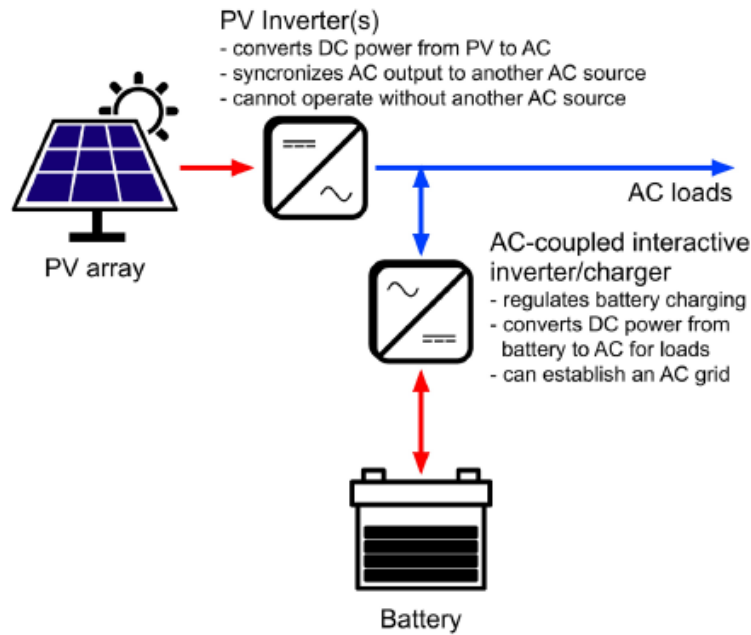 PV Inverter(s)
- converts DC power from PV to AC
- syncronizes AC output to another AC source
- cannot operate without another AC source
AC loads
PV array
AC-coupled interactive
inverter/charger
- regulates battery charging
- converts DC power from
battery to AC for loads
- can establish an AC grid
Battery